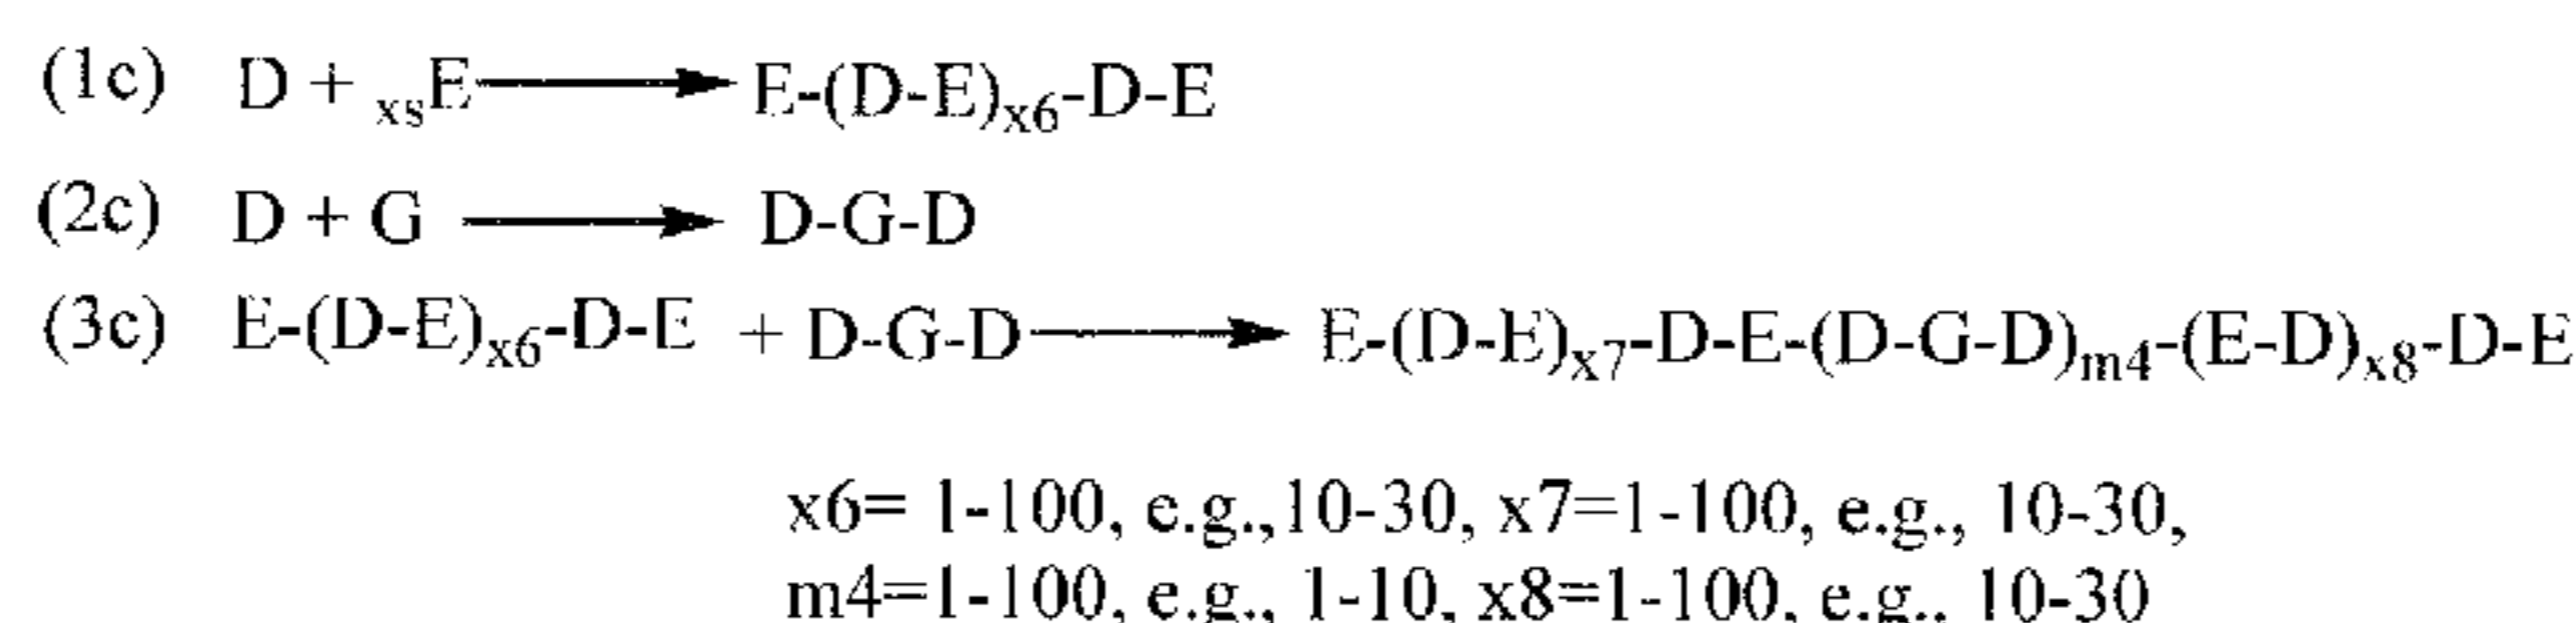 (1c) D + xsE ⟶ E-(D-E)x6-D-E
(2c) D + G ⟶ D-G-D
(3c) E-(D-E)x6-D-E + D-G-D ⟶ E-(D-E)x7-D-E-(D-G-D)m4-(E-D)x8-D-E
x6= 1-100, e.g.,10-30, x7=1-100, e.g., 10-30,
m4=1-100, e.g., 1-10, x8=1-100, e.g., 10-30